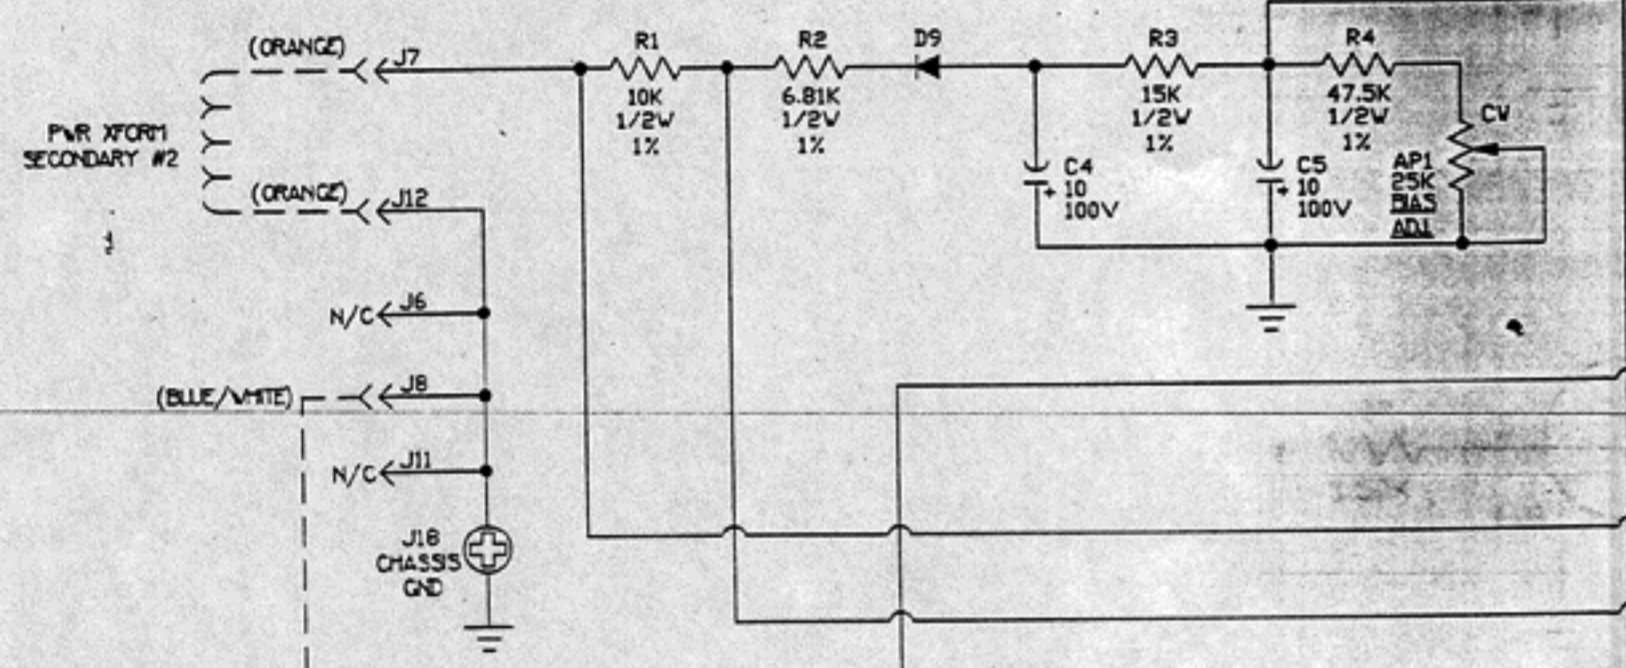 (ORANGE)
J7
R1
10K
1/2W
1%
R2
6.81K
1/2W
1%
D9
R3
15K
1/2W
1%
R4
47.5K
1/2W
1%
CW
PWR XFORM
SECONDARY #2
(ORANGE)
J12
+
C4
10
100V
+
C5
10
100V
AP1
25K
BIAS
ADJ.
N/C
J6
(BLUE/WHITE)
J8
N/C
J11
J18
CHASSIS
GND